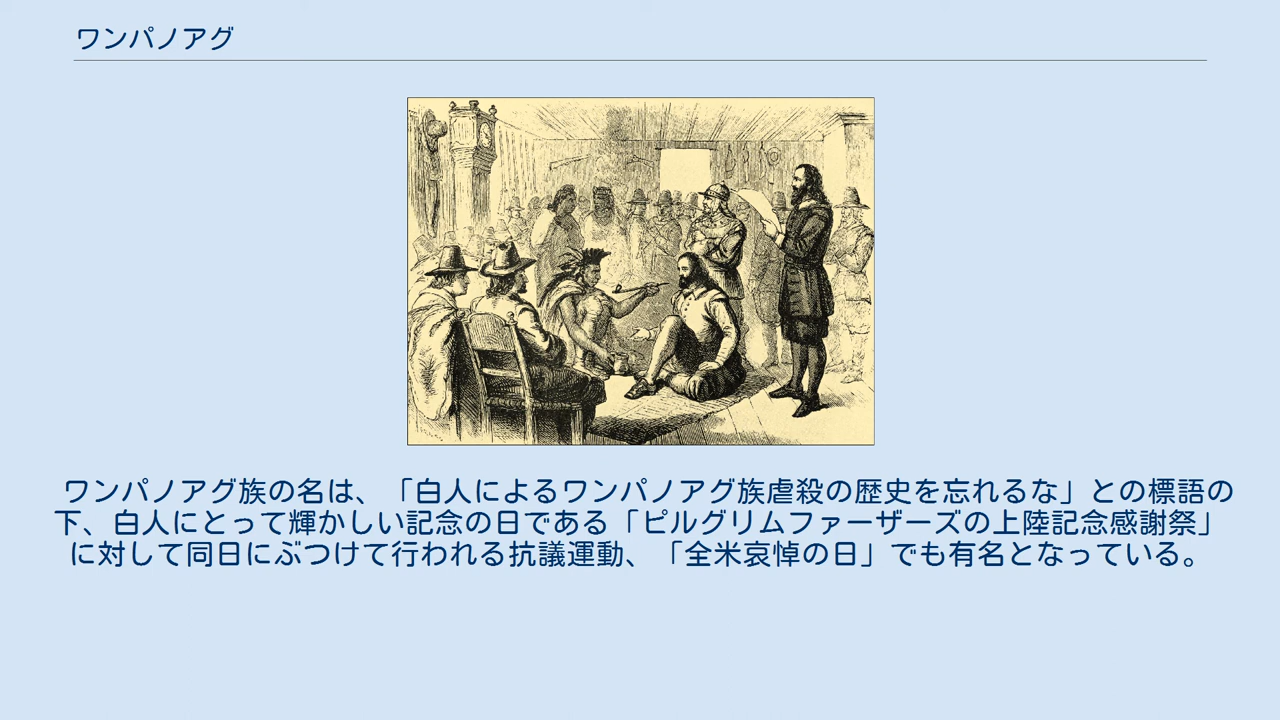 ワンパノアグ
ワンパノアグ族の名は、「白人によるワンパノアグ族虐殺の歴史を忘れるな」との標語の
下、白人にとって輝かしい記念の日である「ピルグリムファーザーズの上陸記念感謝祭」
に対して同日にぶつけて行われる抗議運動、「全米哀悼の日」でも有名となっている。